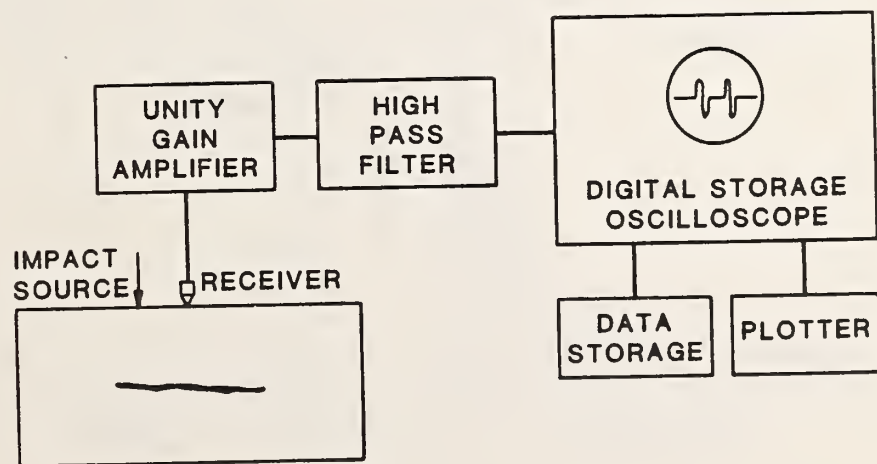 UNITY
GAIN
AMPLIFIER
HIGH
PASS
FILTER
DIGITAL STORAGE
OSCILLOSCOPE
IMPACT
SOURCE
RECEIVER
DATA
STORAGE
PLOTTER